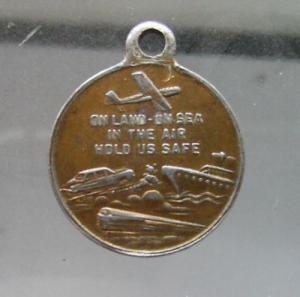 ON LAND-ON SEA
IN THE AIR
HOLD US SAFE